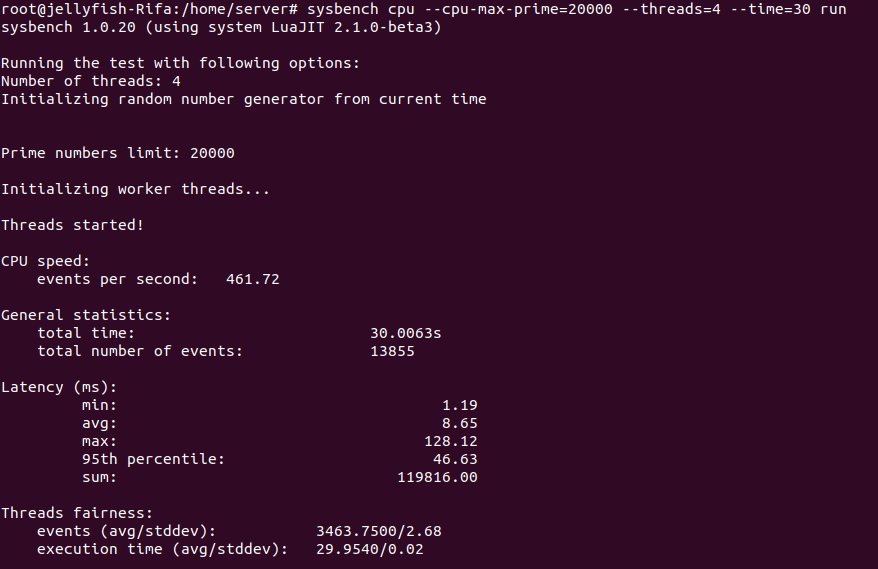 root@jellyfish-Rifa:/home/server# sysbench cpu --cpu-max-prime=20000 --threads=4 --time=30 run
sysbench 1.0.20 (using system LuaJIT 2.1.0-beta3)
Running the test with following options:
Number of threads: 4
Initializing random number generator from current time
Prime numbers limit: 20000
Initializing worker threads...
Threads started!
CPU speed:
events per second: 461.72
General statistics:
total time: 30.0063s
total number of events: 13855
Latency (ms):
min: 1.19
avg: 8.65
max: 128.12
95th percentile: 46.63
sum: 119816.00
Threads fairness:
events (avg/stddev): 3463.7500/2.68
execution time (avg/stddev): 29.9540/0.02